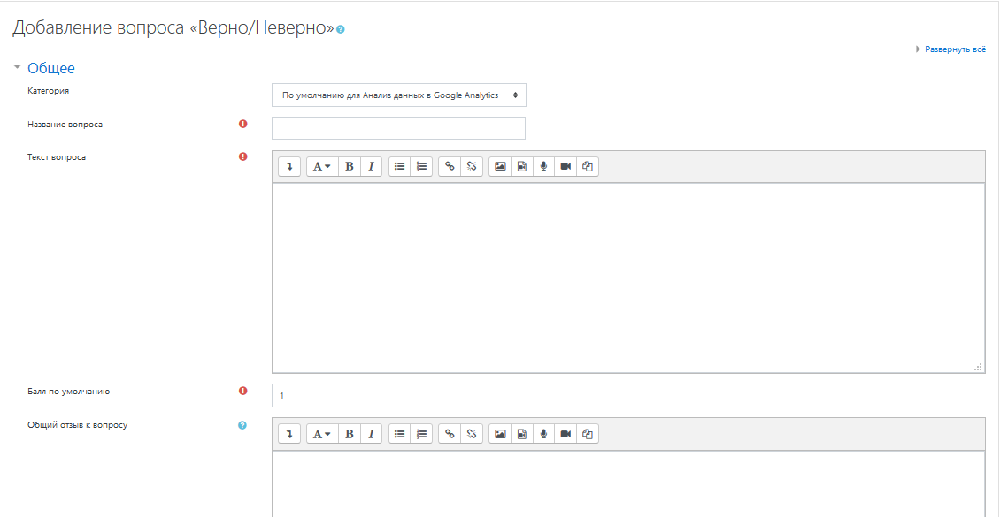 Добавление вопроса «Верно/Неверно»
Развернуть всё
Общее
Категория
По умолчанию для Анализ данных в Google Analytics
Название вопроса
Текст вопроса
A B I
Балл по умолчанию
1
Общий отзыв к вопросу
A B I